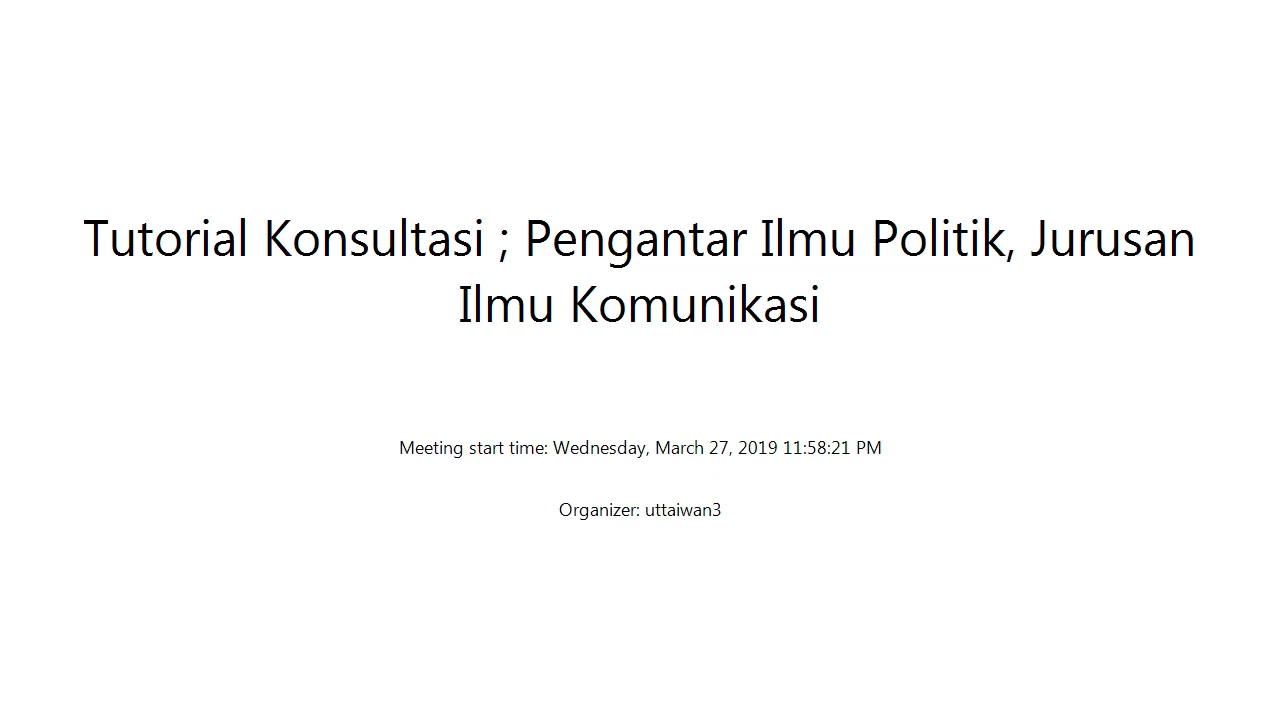 Tutorial Konsultasi ; Pengantar Ilmu Politik, Jurusan
Ilmu Komunikasi
Meeting start time: Wednesday, March 27, 2019 11:58:21 PM
Organizer: uttaiwan3